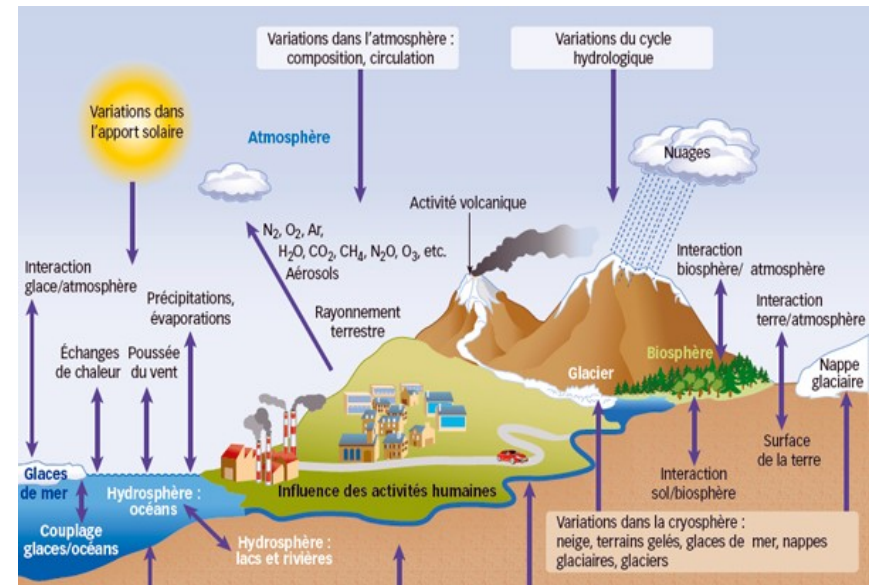 Variations dans l'atmosphère :
composition, circulation
Variations du cycle
hydrologique
Variations dans
l'apport solaire
Atmosphère
Nuages
Activité volcanique
N₂, O₂, Ar,
H₂O, CO₂, CH₄, N₂O, O₃, etc.
Aérosols
Interaction
glace/atmosphère
Précipitations,
évaporations
Rayonnement
terrestre
Interaction
biosphère/ atmosphère
Interaction
terre/atmosphère
Échanges
de chaleur
Poussée
du vent
Biosphère
Glacier
Nappe
glaciaire
Surface
de la terre
Glaces
de mer
Hydrosphère :
océans
Influence des activités humaines
Interaction
sol/biosphère
Couplage
glaces/océans
Hydrosphère :
lacs et rivières
Variations dans la cryosphère :
neige, terrains gelés, glaces de mer, nappes
glaciaires, glaciers